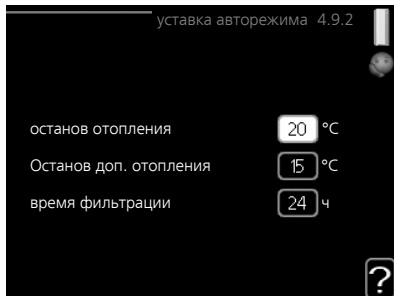 уставка авторежима 4.9.2
останов отопления 20 °C
Останов доп. отопления 15 °C
время фильтрации 24 ч
?